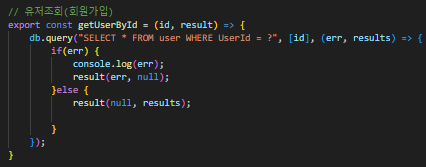 // 유저조회(회원가입)
export const getUserById = (id, result) => {
    db.query("SELECT * FROM user WHERE UserId = ?", [id], (err, results) => {
        if(err) {
            console.log(err);
            result(err, null);
        }else {
            result(null, results);
        }
    });
}